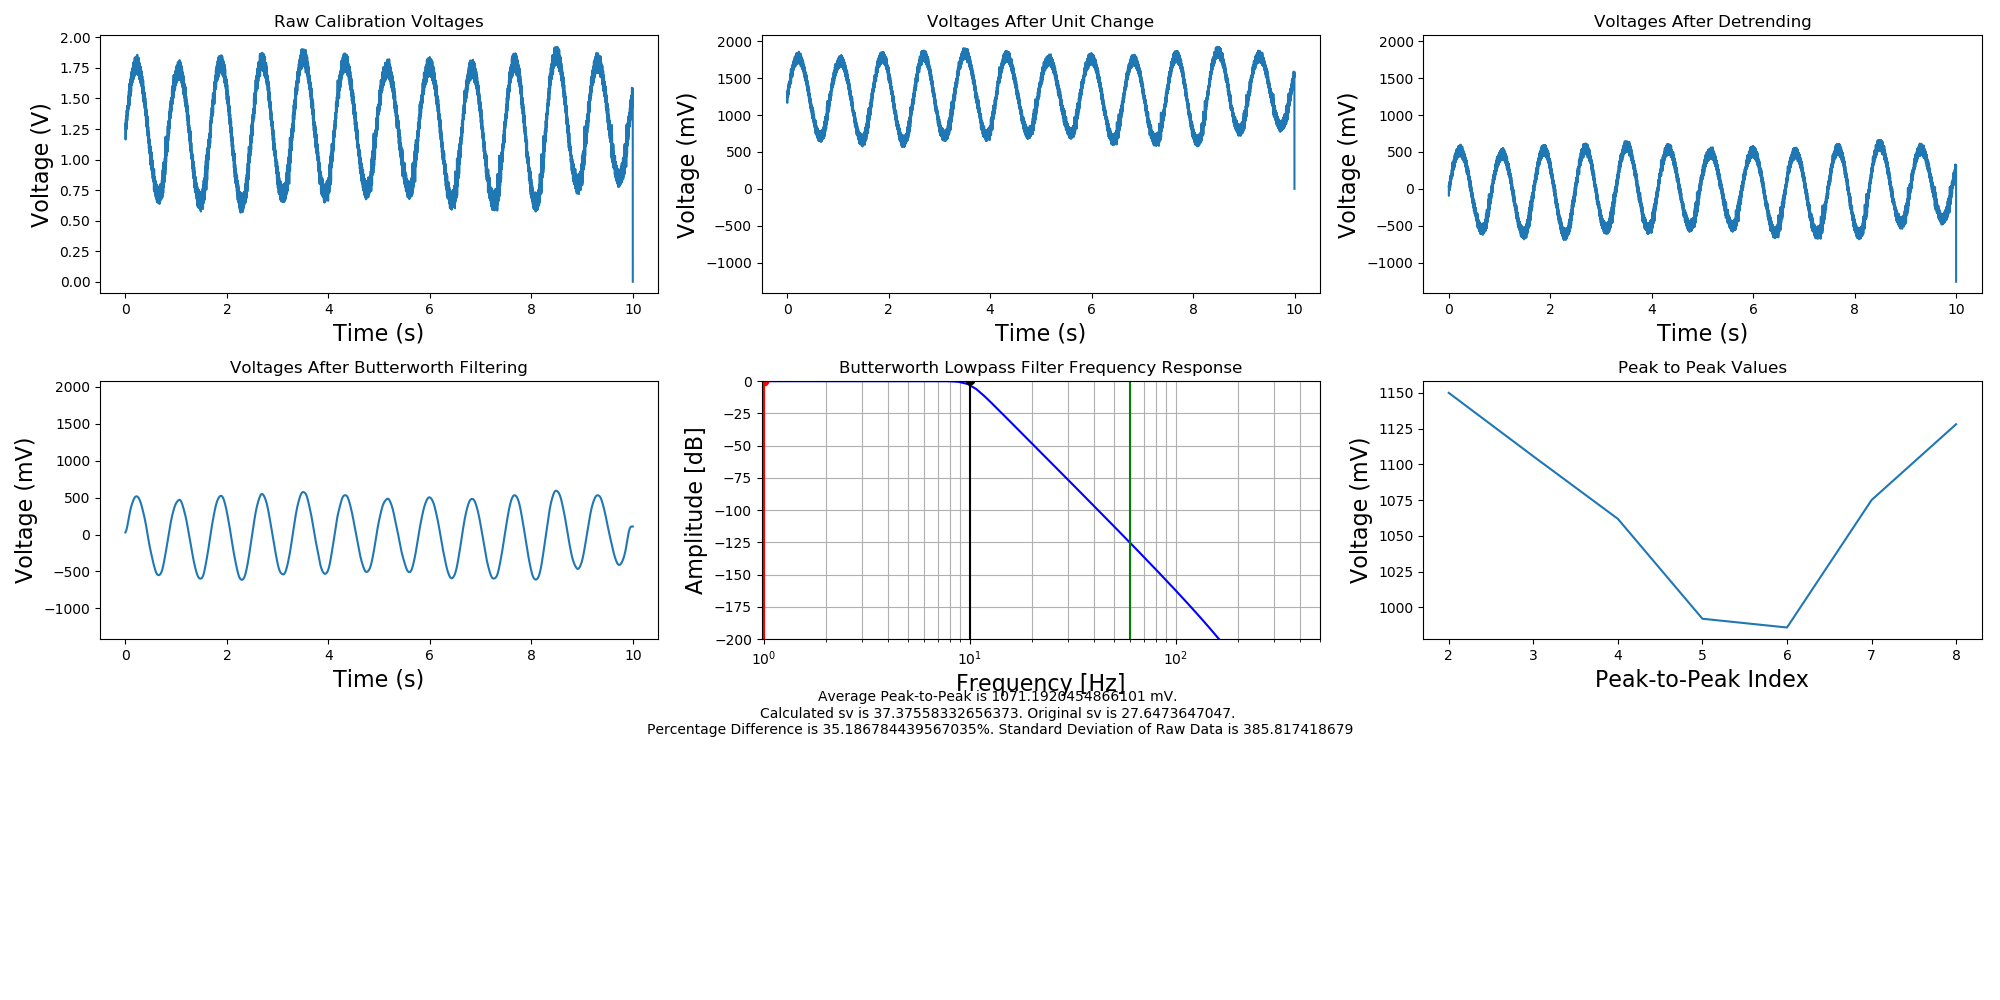 Raw Calibration Voltages
2.00
1.75
1.50
1.25
1.00
0.75
0.50
0.25
0.00
Voltage (V)
0 2 4 6 8 10
Time (s)
Voltages After Unit Change
2000
1500
1000
500
0
−500
−1000
Voltage (mV)
0 2 4 6 8 10
Time (s)
Voltages After Detrending
2000
1500
1000
500
0
−500
−1000
Voltage (mV)
0 2 4 6 8 10
Time (s)
Voltages After Butterworth Filtering
2000
1500
1000
500
0
−500
−1000
Voltage (mV)
0 2 4 6 8 10
Time (s)
Butterworth Lowpass Filter Frequency Response
0
−25
−50
−75
−100
−125
−150
−175
−200
Amplitude [dB]
10⁰ 10¹ 10²
Frequency [Hz]
Peak to Peak Values
1150
1125
1100
1075
1050
1025
1000
Voltage (mV)
2 3 4 5 6 7 8
Peak-to-Peak Index
Average Peak-to-Peak is 1071.1920454866101 mV.
Calculated sv is 37.37558332656373. Original sv is 27.6473647047.
Percentage Difference is 35.186784439567035%. Standard Deviation of Raw Data is 385.817418679